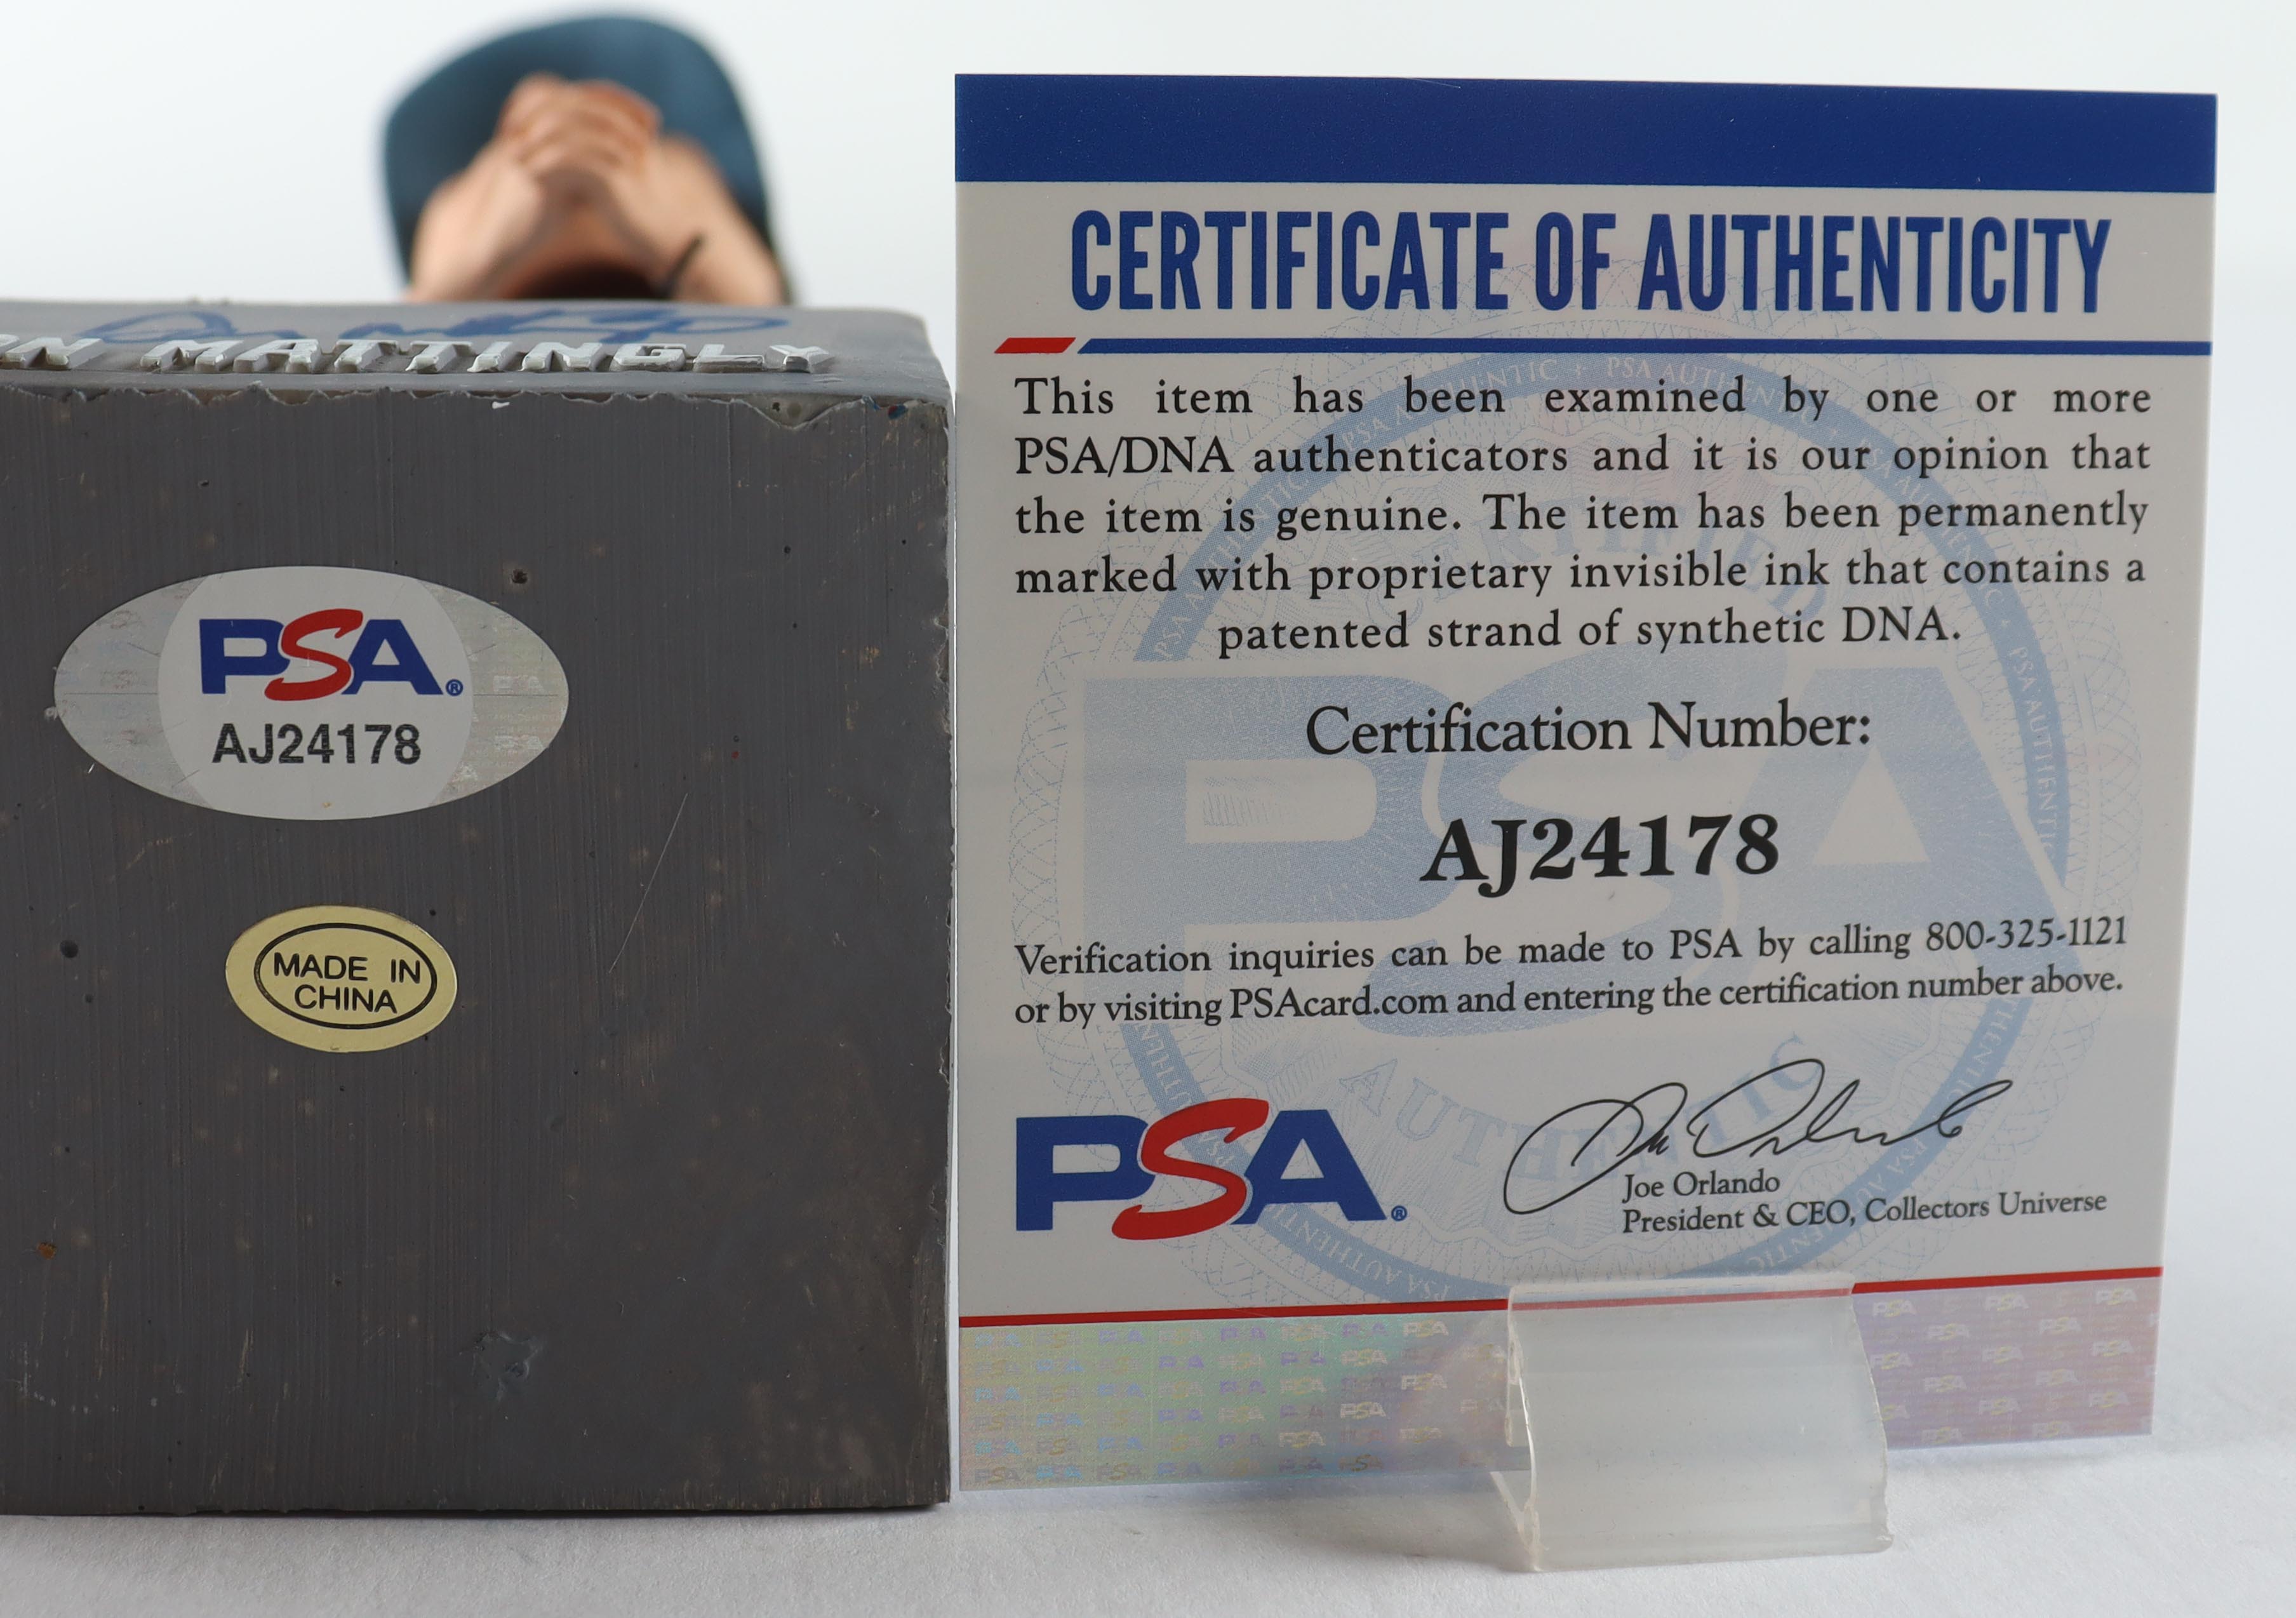 N MATTINGLY
PSA®
AJ24178
MADE IN
CHINA
CERTIFICATE OF AUTHENTICITY
This item has been examined by one or more
PSA/DNA authenticators and it is our opinion that
the item is genuine. The item has been permanently
marked with proprietary invisible ink that contains a
patented strand of synthetic DNA.
Certification Number:
AJ24178
Verification inquiries can be made to PSA by calling 800-325-1121
or by visiting PSAcard.com and entering the certification number above.
PSA®
Joe Orlando
President & CEO, Collectors Universe